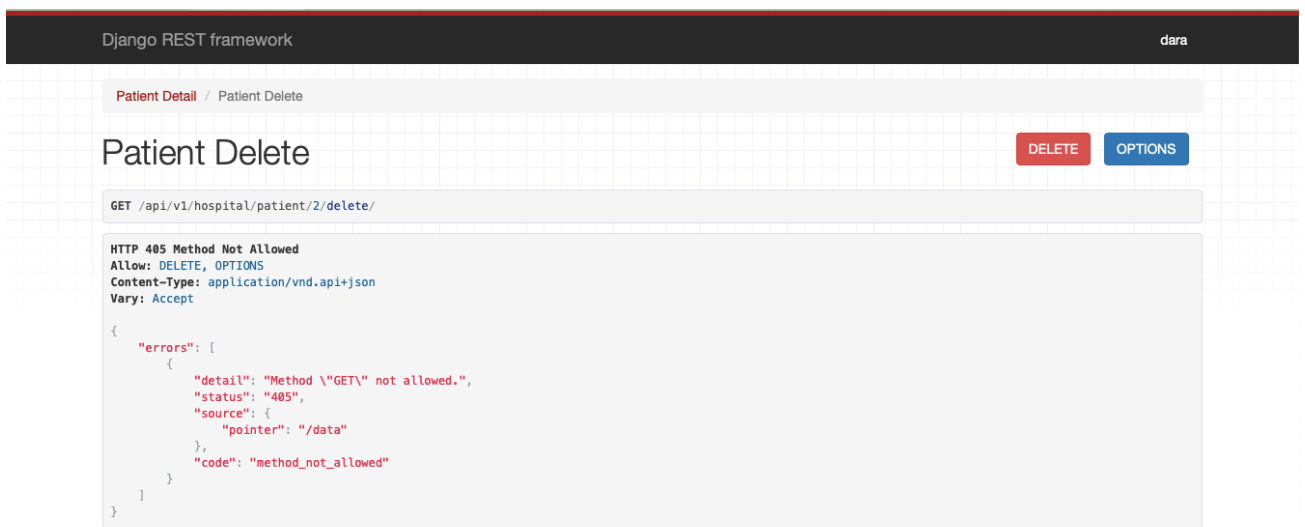 Django REST framework
dara
Patient Detail / Patient Delete
Patient Delete
DELETE
OPTIONS
GET /api/v1/hospital/patient/2/delete/
HTTP 405 Method Not Allowed
Allow: DELETE, OPTIONS
Content-Type: application/vnd.api+json
Vary: Accept
{
    "errors": [
        {
            "detail": "Method \"GET\" not allowed.",
            "status": "405",
            "source": {
                "pointer": "/data"
            },
            "code": "method_not_allowed"
        }
    ]
}